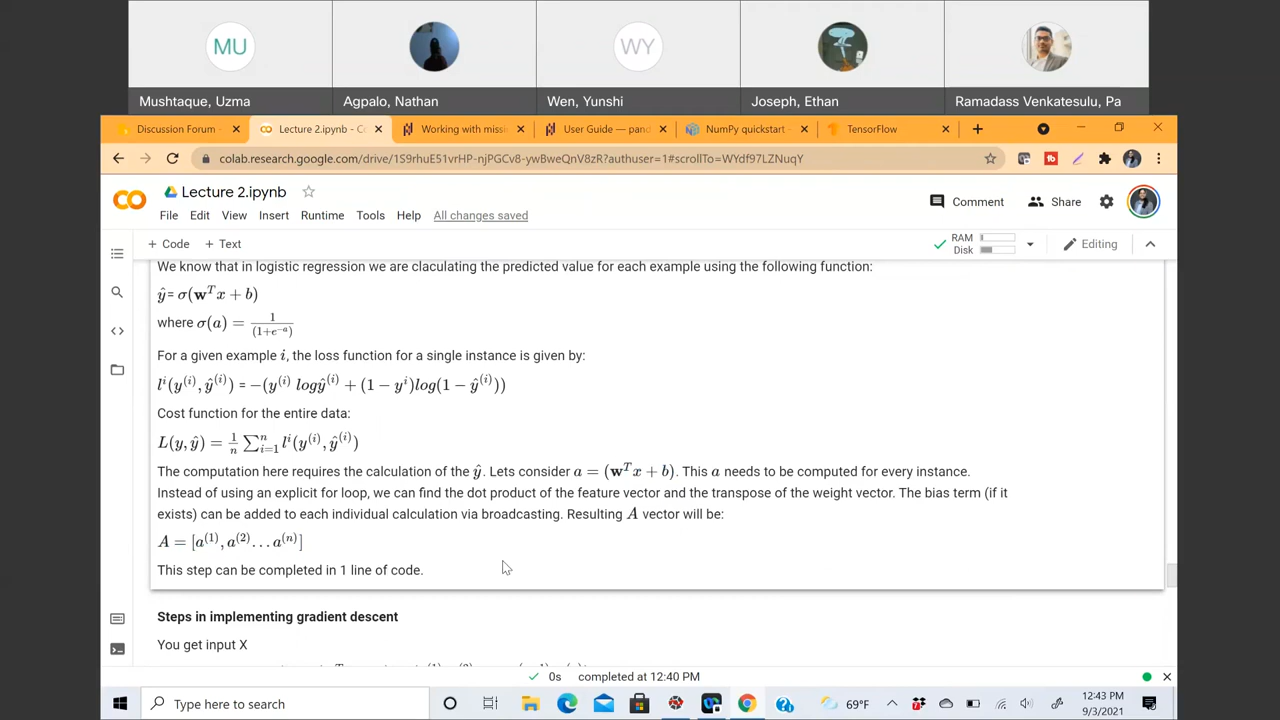 MU
WY
Mushtaque, Uzma
Agpalo, Nathan
Wen, Yunshi
Joseph, Ethan
Ramadass Venkatesulu, Pa
Discussion Forum -
Lecture 2.ipynb - C
Working with missi
User Guide — pand
NumPy quickstart -
TensorFlow
colab.research.google.com/drive/1S9rhuE51vrHP-njPGCv8-ywBweQnV8zR?authuser=1#scrollTo=WYdf97LZNuqY
Lecture 2.ipynb
File Edit View Insert Runtime Tools Help All changes saved
Comment Share
+ Code + Text
RAM
Disk
Editing
We know that in logistic regression we are claculating the predicted value for each example using the following function:
ŷ= σ(w^T x + b)
where σ(a) = 1/(1+e^{-a})
For a given example i, the loss function for a single instance is given by:
l^i(y^{(i)}, ŷ^{(i)}) = −(y^{(i)} logŷ^{(i)} + (1 − y^i)log(1 − ŷ^{(i)}))
Cost function for the entire data:
L(y, ŷ) = 1/n ∑_{i=1}^n l^i(y^{(i)}, ŷ^{(i)})
The computation here requires the calculation of the ŷ. Lets consider a = (w^T x + b). This a needs to be computed for every instance.
Instead of using an explicit for loop, we can find the dot product of the feature vector and the transpose of the weight vector. The bias term (if it
exists) can be added to each individual calculation via broadcasting. Resulting A vector will be:
A = [a^{(1)}, a^{(2)}. . . a^{(n)}]
This step can be completed in 1 line of code.
Steps in implementing gradient descent
You get input X
0s completed at 12:40 PM
Type here to search
69°F
12:43 PM
9/3/2021